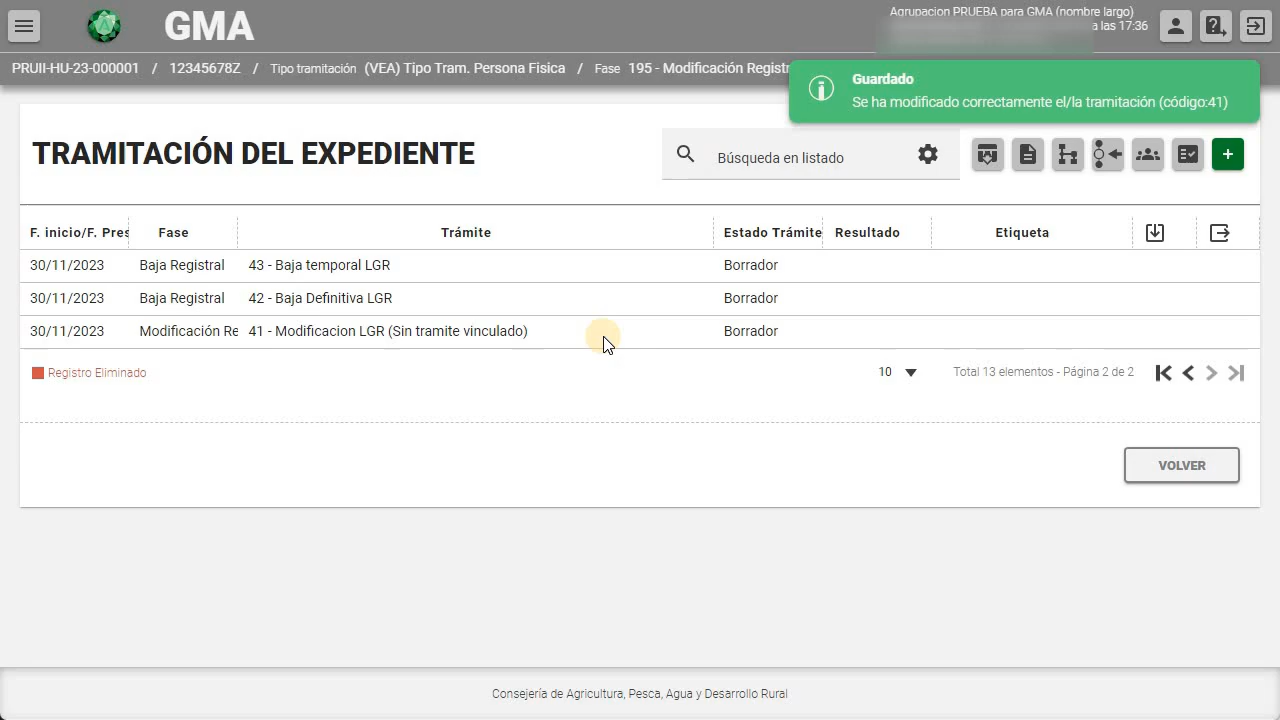 GMA
Agrupacion PRUEBA para GMA (nombre largo)
a las 17:36
PRUII-HU-23-000001 / 12345678Z / Tipo tramitación (VEA) Tipo Tram. Persona Fisica / Fase 195 - Modificación Registr
Guardado
Se ha modificado correctamente el/la tramitación (código:41)
TRAMITACIÓN DEL EXPEDIENTE
Búsqueda en listado
F. inicio/F. Pres Fase Trámite Estado Trámite Resultado Etiqueta
30/11/2023 Baja Registral 43 - Baja temporal LGR Borrador
30/11/2023 Baja Registral 42 - Baja Definitiva LGR Borrador
30/11/2023 Modificación Re 41 - Modificacion LGR (Sin tramite vinculado) Borrador
Registro Eliminado 10 Total 13 elementos - Página 2 de 2
VOLVER
Consejería de Agricultura, Pesca, Agua y Desarrollo Rural